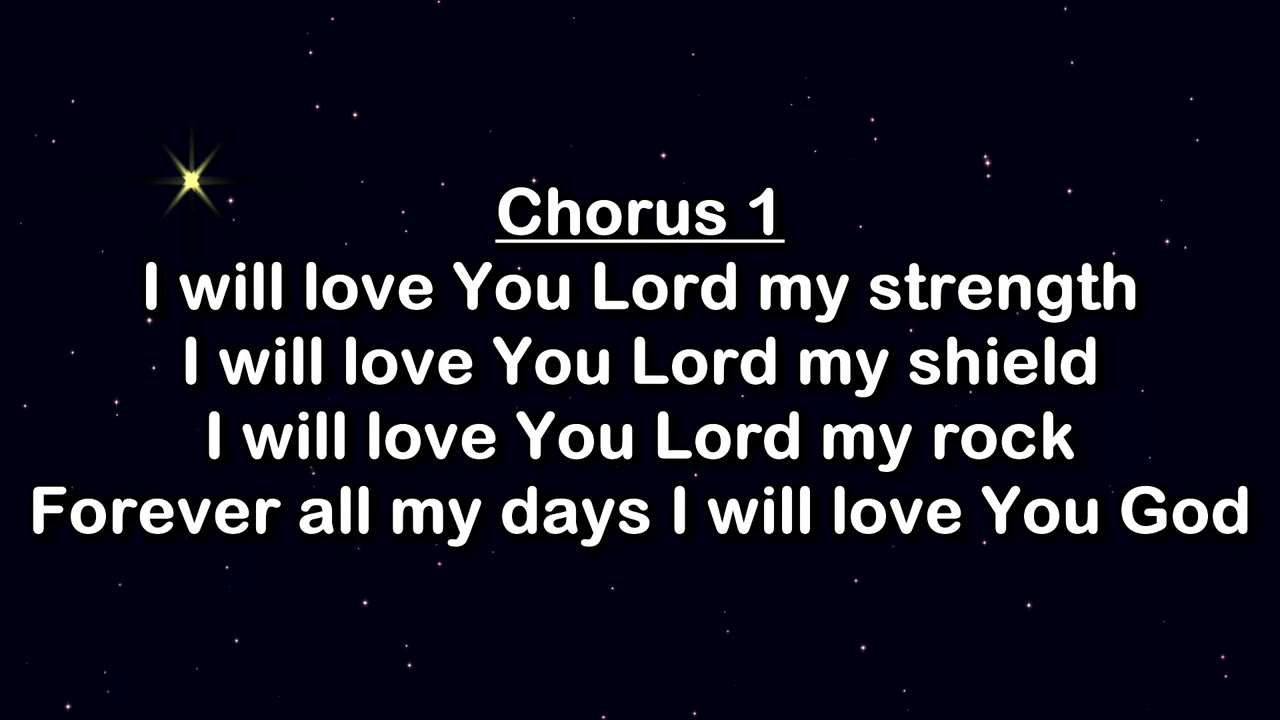 Chorus 1
I will love You Lord my strength
I will love You Lord my shield
I will love You Lord my rock
Forever all my days I will love You God